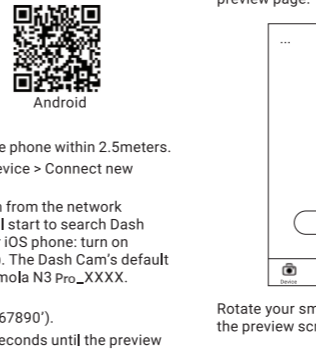 Android
e phone within 2.5meters.
evice > Connect new
from the network
start to search Dash
iOS phone: turn on
. The Dash Cam's default
mola N3 Pro_XXXX.
67890').
econds until the preview
preview page.
...
Device
Rotate your sm
the preview scr